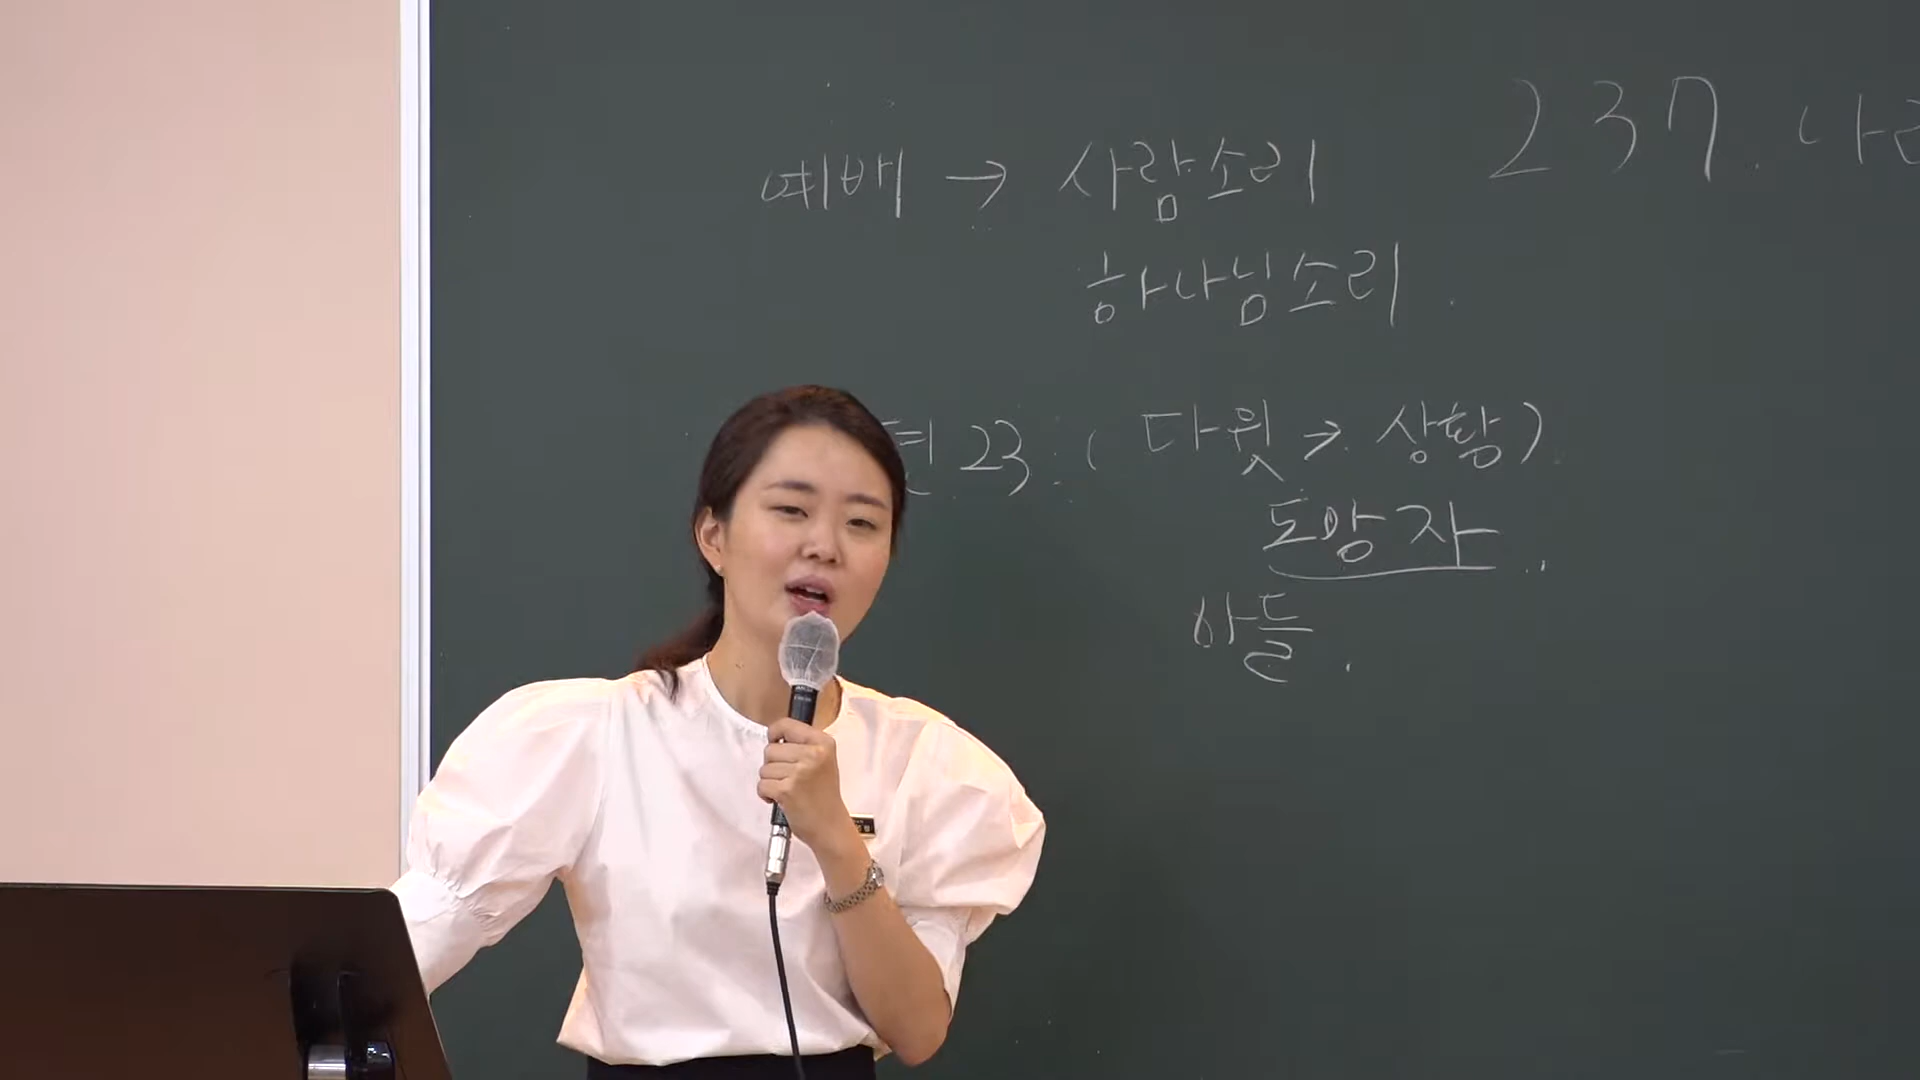 237. 나라
예배 → 사람소리
하나님소리.
편 23 (다윗 → 상황)
도망자..
아들.